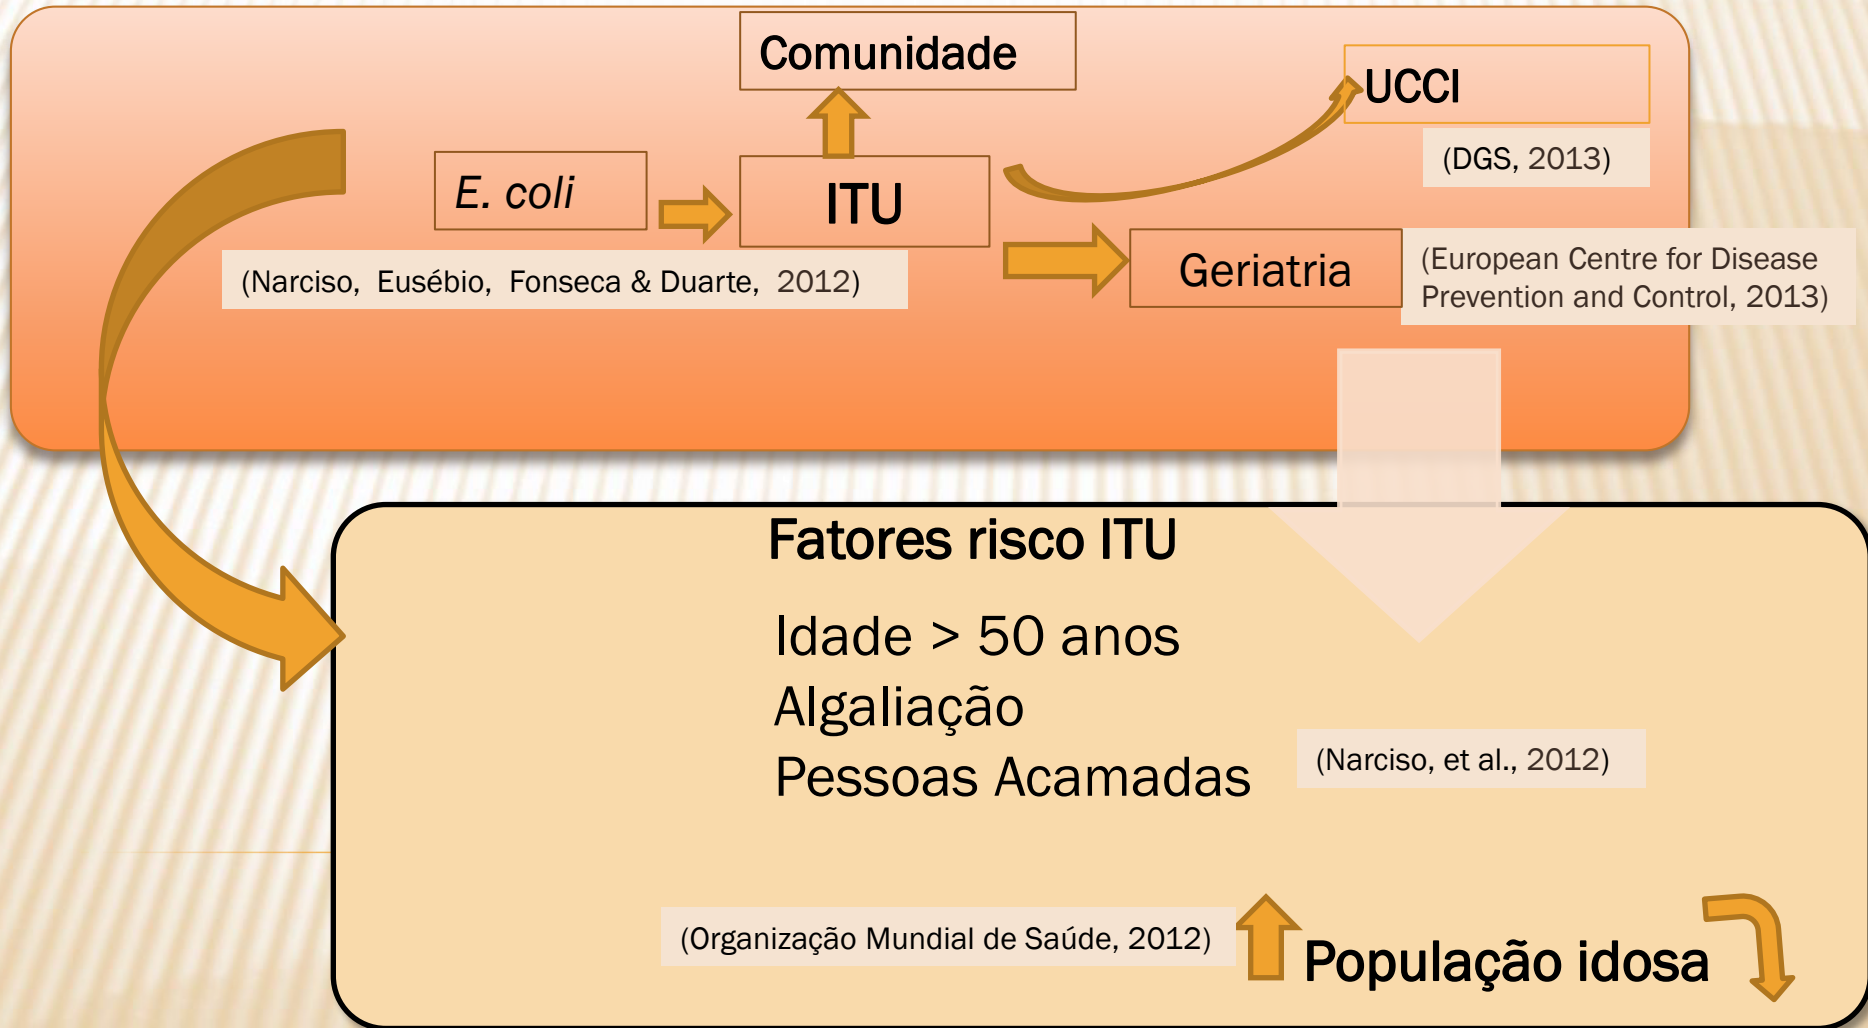 Comunidade
UCCI
(DGS, 2013)
E. coli
ITU
(Narciso, Eusébio, Fonseca & Duarte, 2012)
Geriatria
(European Centre for Disease
Prevention and Control, 2013)
Fatores risco ITU
Idade > 50 anos
Algaliação
Pessoas Acamadas
(Narciso, et al., 2012)
(Organização Mundial de Saúde, 2012)
População idosa